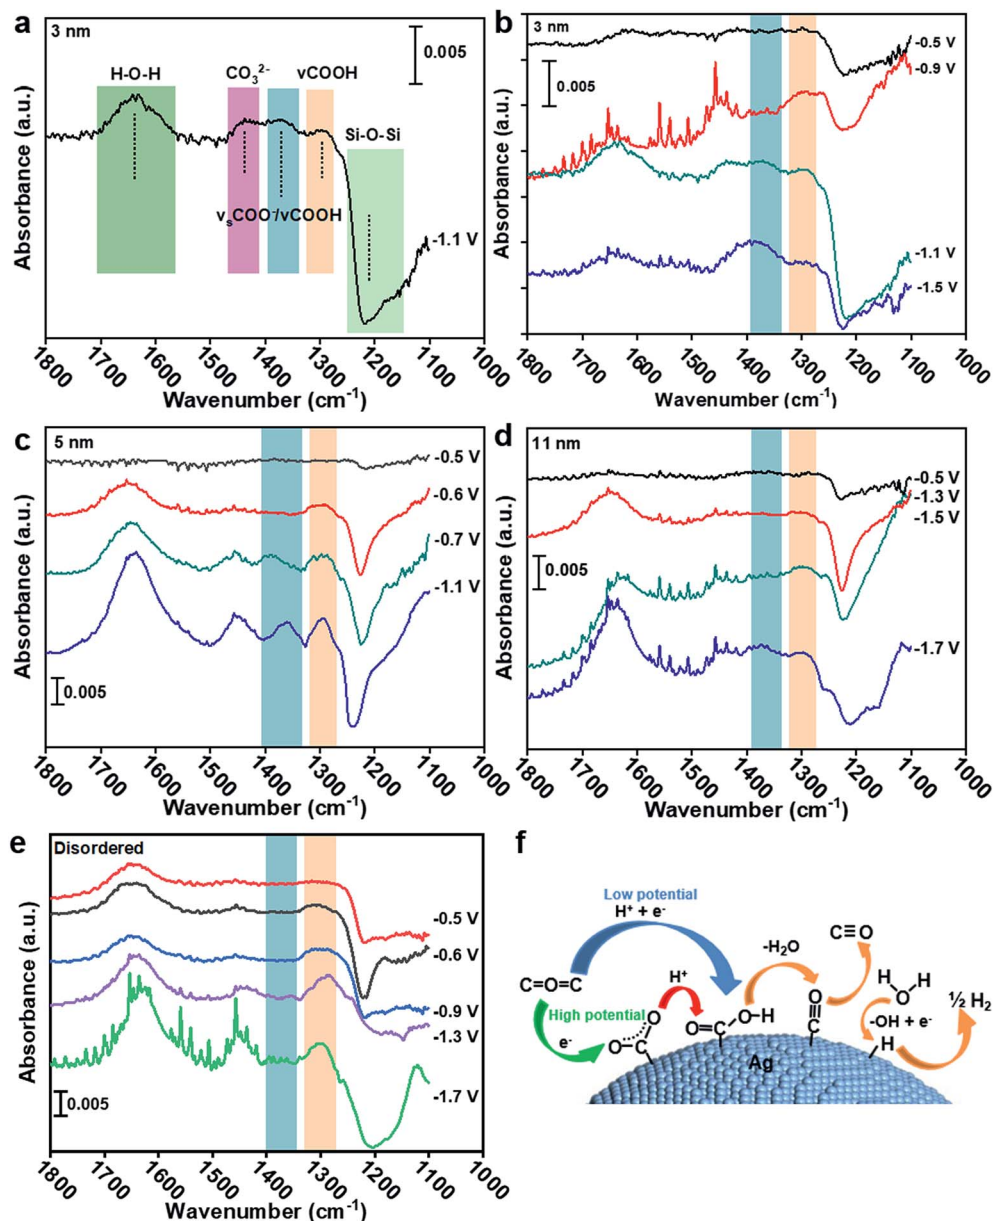 a
3 nm
0.005
H-O-H
CO₃²⁻
vCOOH
Si-O-Si
vₛCOO⁻/vCOOH
-1.1 V
Absorbance (a.u.)
1800 1700 1600 1500 1400 1300 1200 1100 1000
Wavenumber (cm⁻¹)
b
3 nm
-0.5 V
-0.9 V
0.005
-1.1 V
-1.5 V
Absorbance (a.u.)
1800 1700 1600 1500 1400 1300 1200 1100 1000
Wavenumber (cm⁻¹)
c
5 nm
-0.5 V
-0.6 V
-0.7 V
-1.1 V
0.005
Absorbance (a.u.)
1800 1700 1600 1500 1400 1300 1200 1100 1000
Wavenumber (cm⁻¹)
d
11 nm
-0.5 V
-1.3 V
-1.5 V
0.005
-1.7 V
Absorbance (a.u.)
1800 1700 1600 1500 1400 1300 1200 1100 1000
Wavenumber (cm⁻¹)
e
Disordered
-0.5 V
-0.6 V
-0.9 V
-1.3 V
-1.7 V
0.005
Absorbance (a.u.)
1800 1700 1600 1500 1400 1300 1200 1100 1000
Wavenumber (cm⁻¹)
f
Low potential
H⁺ + e⁻
C=O=C
High potential
e⁻
H⁺
O
O
C
O
C
O-H
-H₂O
C≡O
O
C
H
O
H
-OH + e⁻
H
½ H₂
Ag